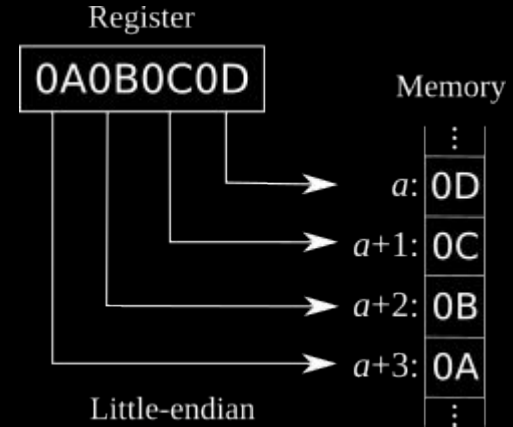 Register
0A0B0C0D
Memory
⋮
a: 0D
a+1: 0C
a+2: 0B
a+3: 0A
⋮
Little-endian